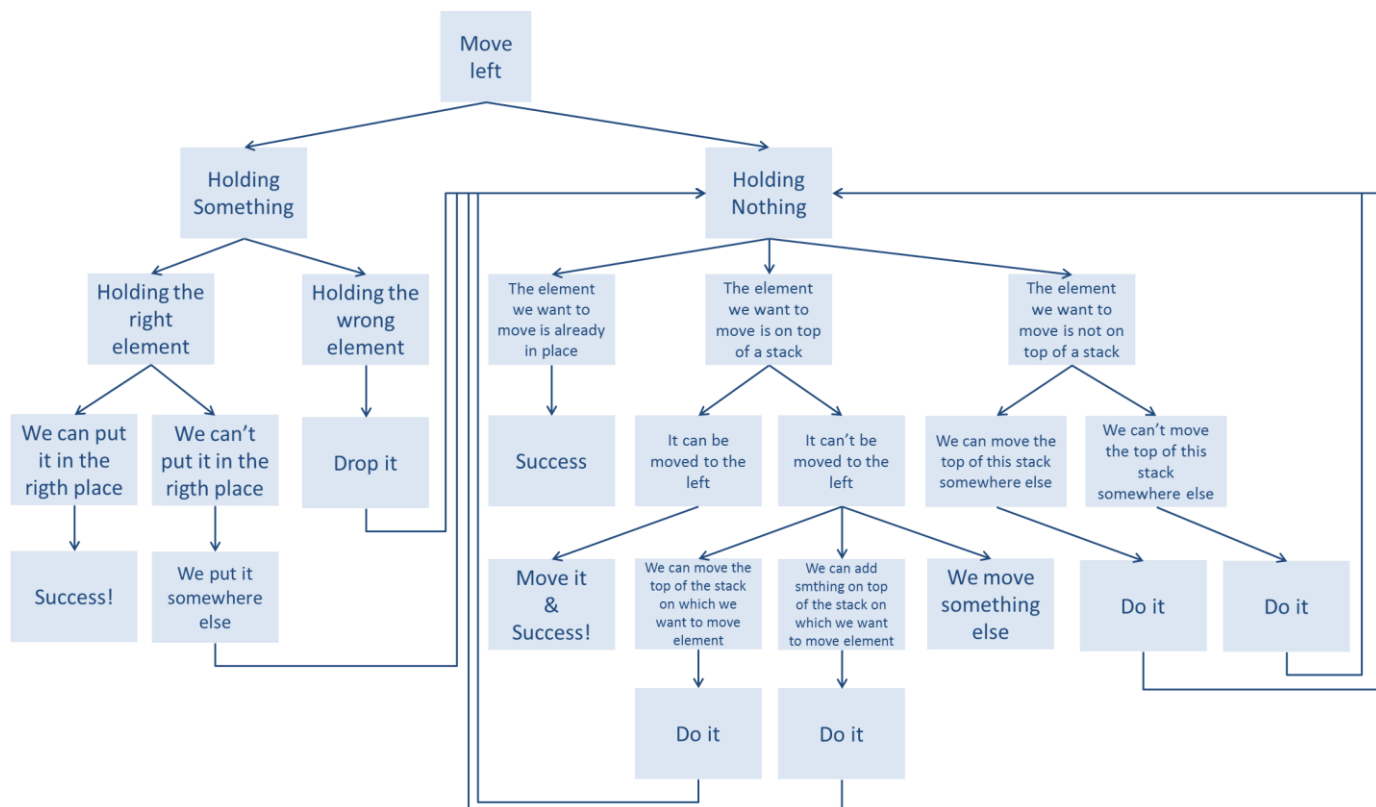 Move
left
Holding
Something
Holding
Nothing
Holding the
right
element
Holding the
wrong
element
The element
we want to
move is already
in place
The element
we want to
move is on top
of a stack
The element
we want to
move is not on
top of a stack
We can put
it in the
rigth place
We can't
put it in the
rigth place
Drop it
Success
It can be
moved to the
left
It can't be
moved to the
left
We can move the
top of this stack
somewhere else
We can't move
the top of this
stack
somewhere else
Success!
We put it
somewhere
else
Move it
&
Success!
We can move the
top of the stack
on which we
want to move
element
We can add
smthing on top
of the stack on
which we want
to move element
We move
something
else
Do it
Do it
Do it
Do it